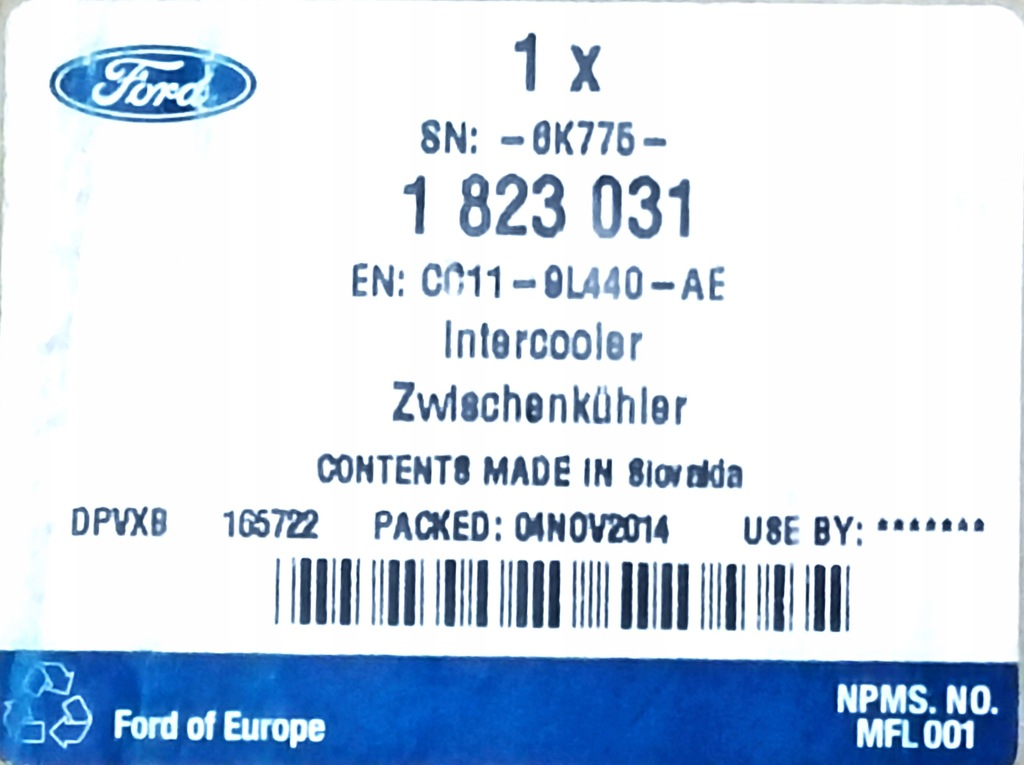 Ford
1 x
SN: -6K775-
1 823 031
EN: CC11-9L440-AE
Intercooler
Zwischenkühler
CONTENTS MADE IN Slovakia
DPVXB 165722 PACKED: 04NOV2014 USE BY: *******
Ford of Europe
NPMS. NO.
MFL 001